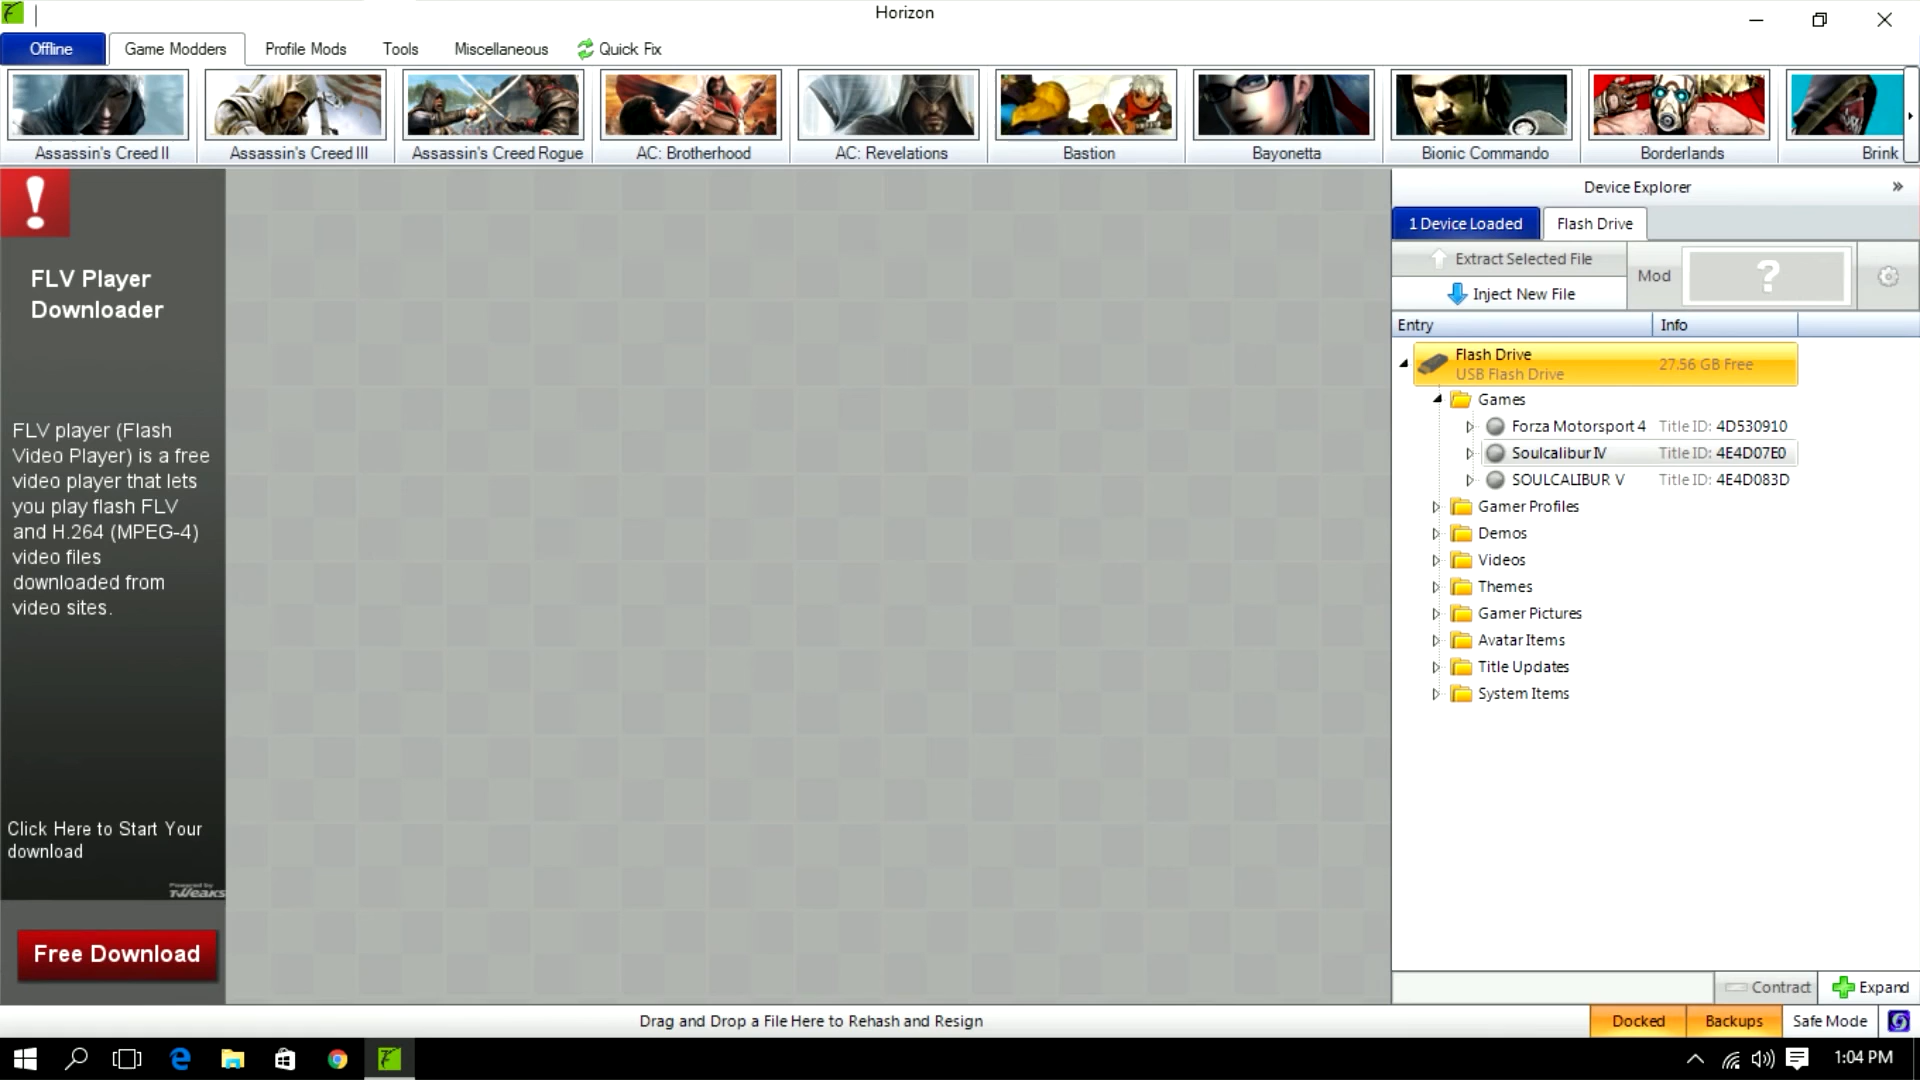 Horizon
Offline
Game Modders
Profile Mods
Tools
Miscellaneous
Quick Fix
Assassin's Creed II
Assassin's Creed III
Assassin's Creed Rogue
AC: Brotherhood
AC: Revelations
Bastion
Bayonetta
Bionic Commando
Borderlands
Brink
!
FLV Player
Downloader
FLV player (Flash
Video Player) is a free
video player that lets
you play flash FLV
and H.264 (MPEG-4)
video files
downloaded from
video sites.
Click Here to Start Your
download
Powered by
TWeaks
Free Download
Device Explorer »
1 Device Loaded
Flash Drive
Extract Selected File
Inject New File
Mod
?
Entry Info
Flash Drive
USB Flash Drive
27.56 GB Free
Games
Forza Motorsport 4 Title ID: 4D530910
Soulcalibur IV Title ID: 4E4D07E0
SOULCALIBUR V Title ID: 4E4D083D
Gamer Profiles
Demos
Videos
Themes
Gamer Pictures
Avatar Items
Title Updates
System Items
Contract
Expand
Drag and Drop a File Here to Rehash and Resign
Docked
Backups
Safe Mode
1:04 PM